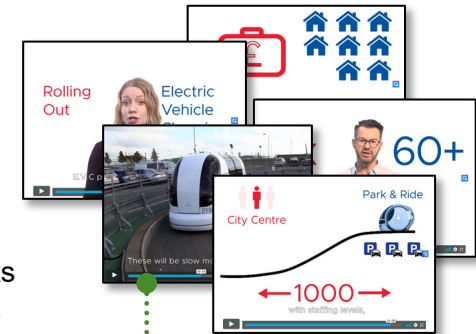 Rolling
Out
Electric
Vehicle
60+
These will be slow mo
City Centre
Park & Ride
P P P
1000
with staffing levels,